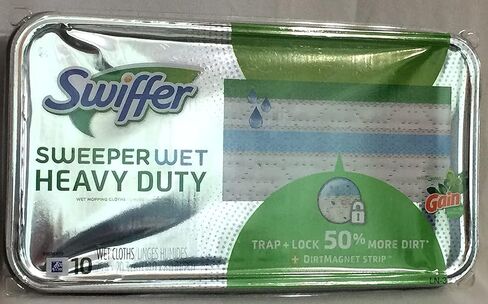 Swiffer
SWEEPER WET
HEAVY DUTY
WET MOPPING CLOTHS
Gain
TRAP + LOCK 50% MORE DIRT*
+ DIRTMAGNET STRIP™
10 WET CLOTHS LINGES HUMIDES